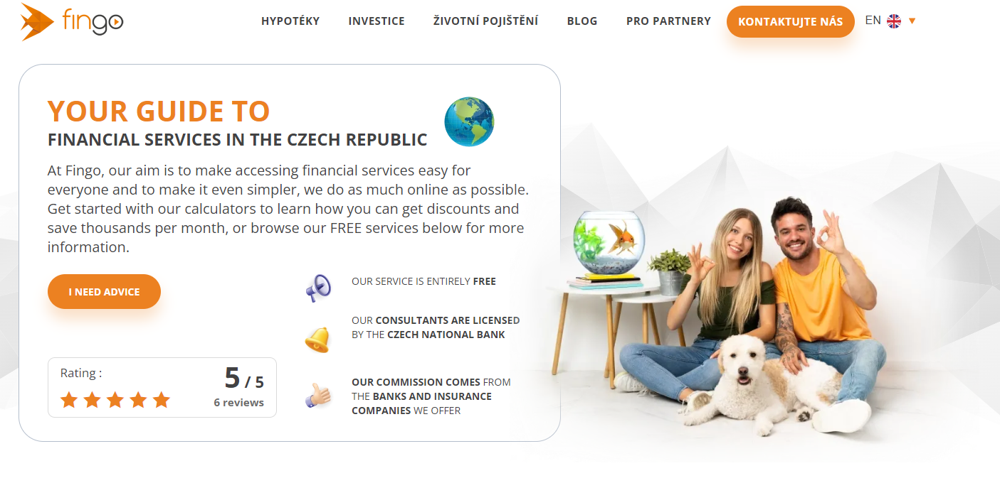 fingo
HYPOTÉKY INVESTICE ŽIVOTNÍ POJIŠTĚNÍ BLOG PRO PARTNERY KONTAKTUJTE NÁS EN
YOUR GUIDE TO
FINANCIAL SERVICES IN THE CZECH REPUBLIC
At Fingo, our aim is to make accessing financial services easy for
everyone and to make it even simpler, we do as much online as possible.
Get started with our calculators to learn how you can get discounts and
save thousands per month, or browse our FREE services below for more
information.
I NEED ADVICE
OUR SERVICE IS ENTIRELY FREE
OUR CONSULTANTS ARE LICENSED
BY THE CZECH NATIONAL BANK
OUR COMMISSION COMES FROM
THE BANKS AND INSURANCE
COMPANIES WE OFFER
Rating :
5 / 5
6 reviews